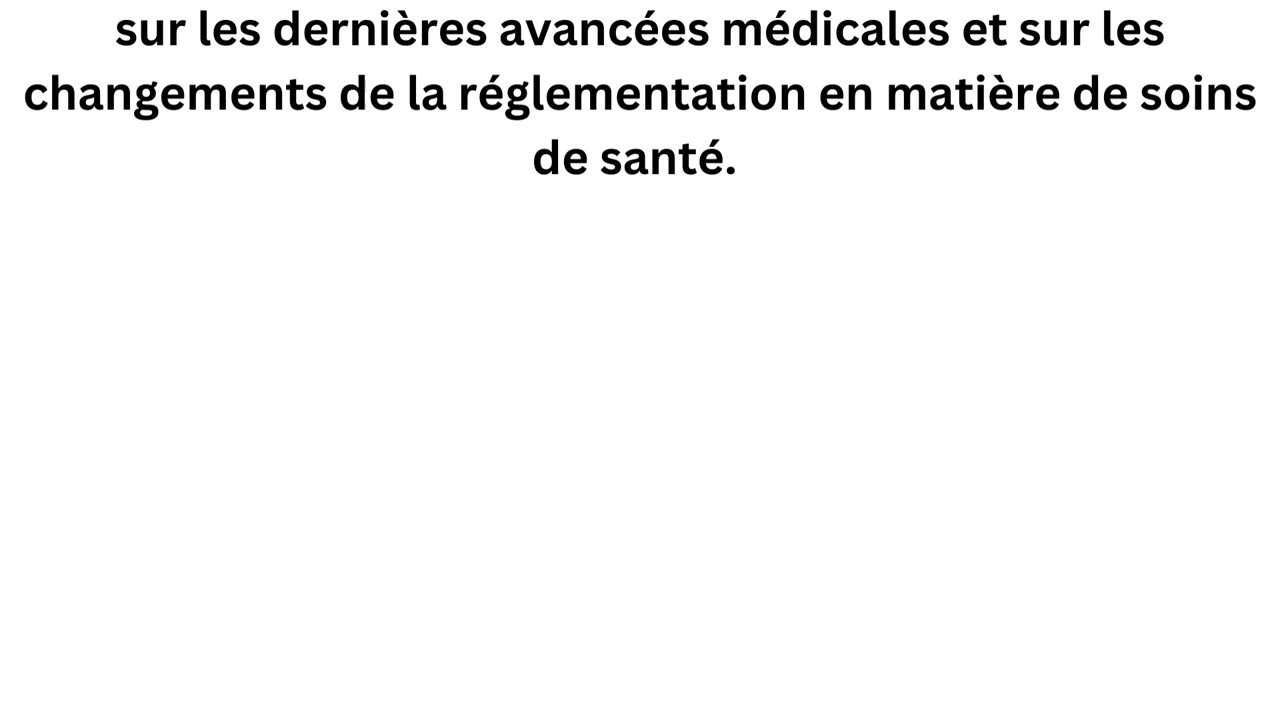 sur les dernières avancées médicales et sur les
changements de la réglementation en matière de soins
de santé.